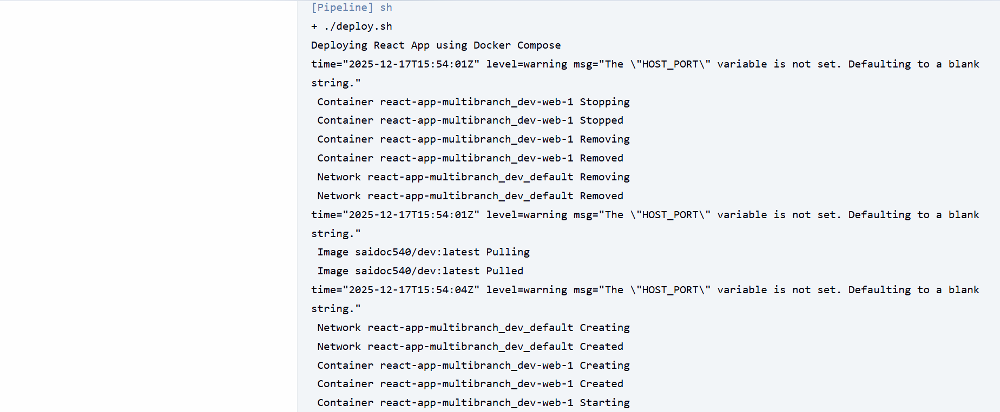 [Pipeline] sh
+ ./deploy.sh
Deploying React App using Docker Compose
time="2025-12-17T15:54:01Z" level=warning msg="The \"HOST_PORT\" variable is not set. Defaulting to a blank
string."
 Container react-app-multibranch_dev-web-1 Stopping
 Container react-app-multibranch_dev-web-1 Stopped
 Container react-app-multibranch_dev-web-1 Removing
 Container react-app-multibranch_dev-web-1 Removed
 Network react-app-multibranch_dev_default Removing
 Network react-app-multibranch_dev_default Removed
time="2025-12-17T15:54:01Z" level=warning msg="The \"HOST_PORT\" variable is not set. Defaulting to a blank
string."
 Image saidoc540/dev:latest Pulling
 Image saidoc540/dev:latest Pulled
time="2025-12-17T15:54:04Z" level=warning msg="The \"HOST_PORT\" variable is not set. Defaulting to a blank
string."
 Network react-app-multibranch_dev_default Creating
 Network react-app-multibranch_dev_default Created
 Container react-app-multibranch_dev-web-1 Creating
 Container react-app-multibranch_dev-web-1 Created
 Container react-app-multibranch_dev-web-1 Starting